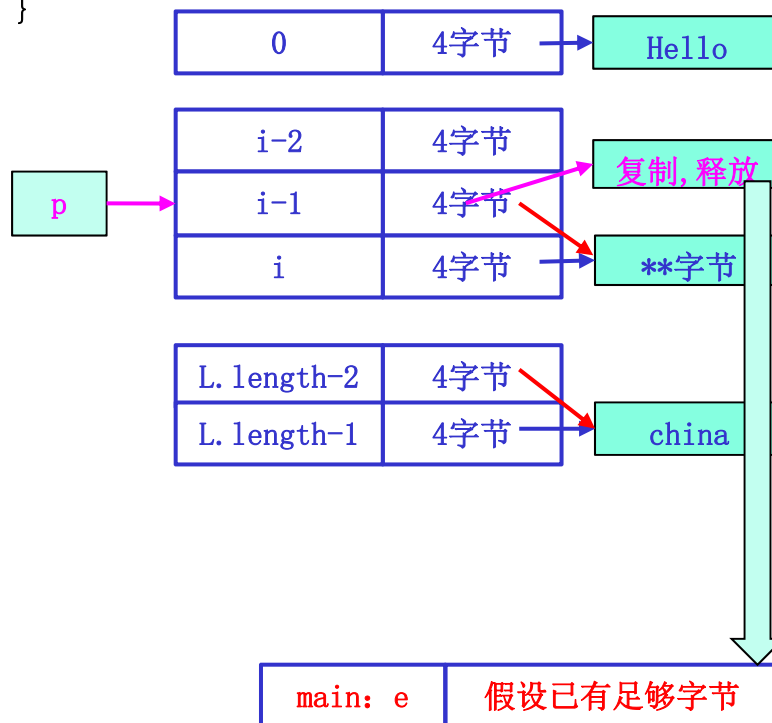 }
0 4字节 Hello
i-2 4字节
复制,释放
p i-1 4字节
i 4字节 **字节
L.length-2 4字节
L.length-1 4字节 china
main: e 假设已有足够字节